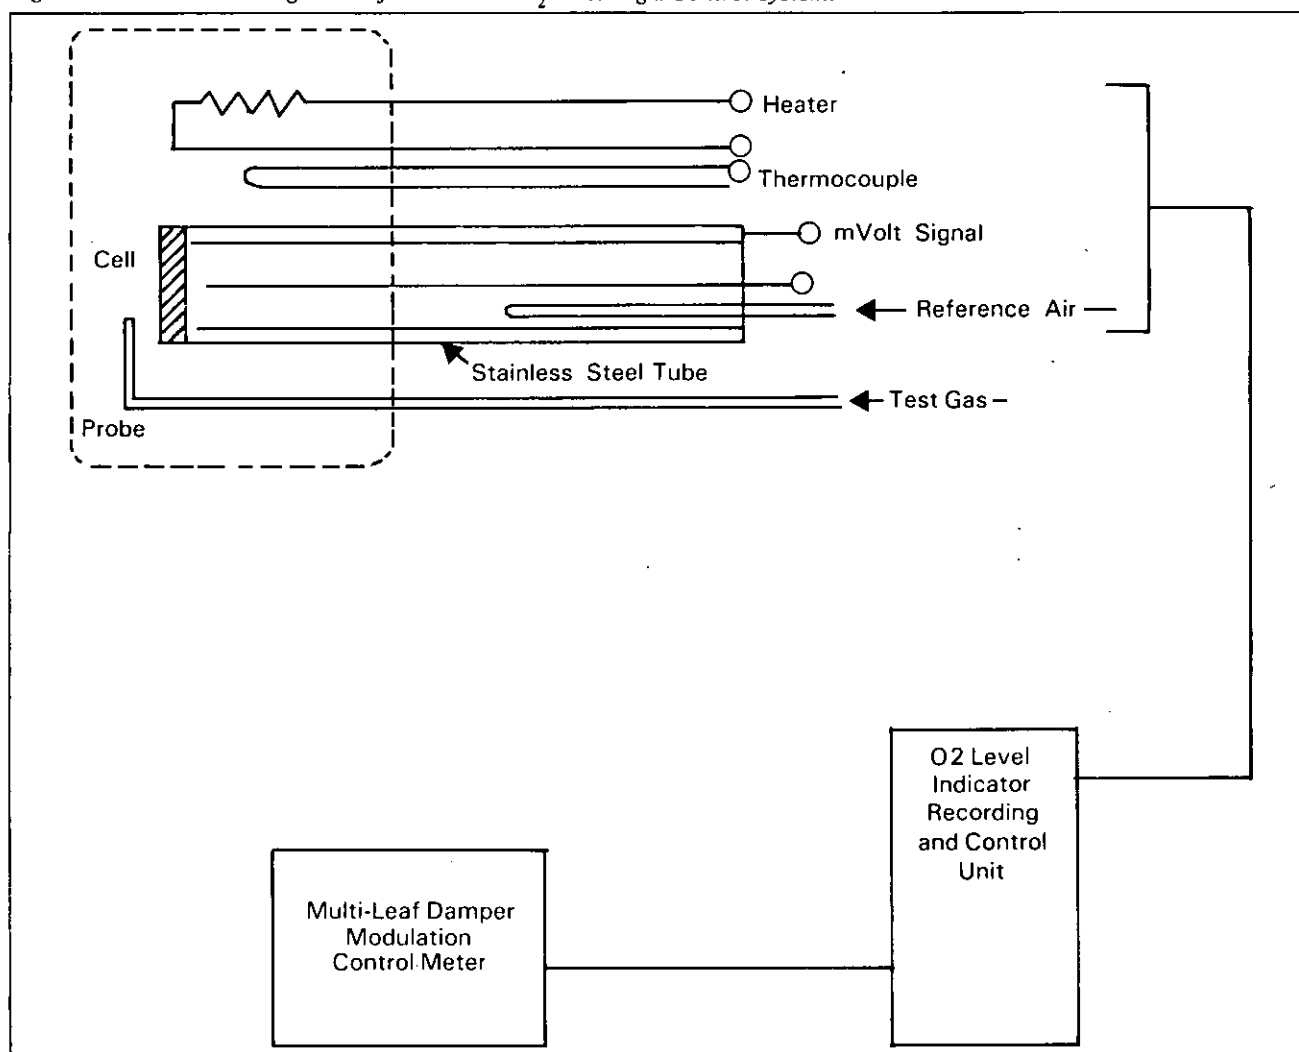 Heater
Thermocouple
mVolt Signal
Cell
Reference Air
Stainless Steel Tube
Test Gas
Probe
O2 Level
Indicator
Recording
and Control
Unit
Multi-Leaf Damper
Modulation
Control Meter